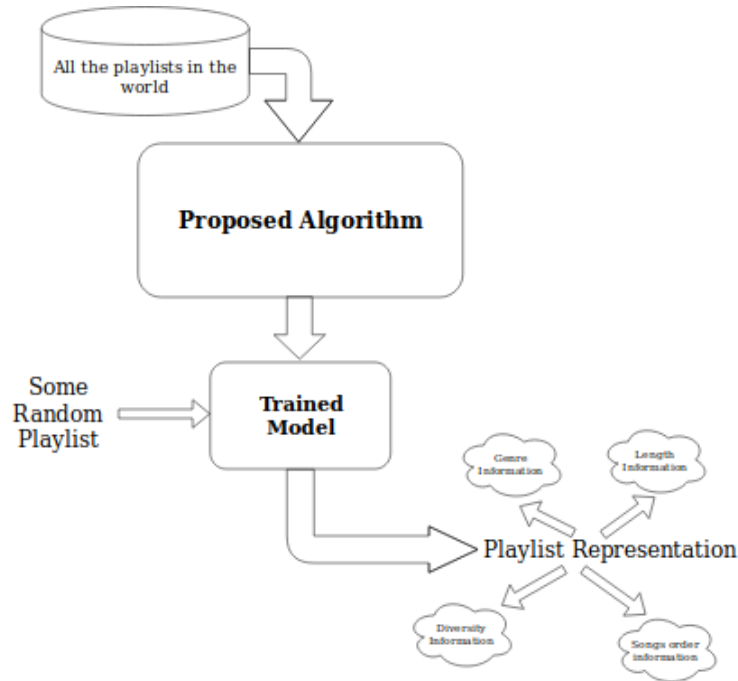 All the playlists in the
world
Proposed Algorithm
Some
Random
Playlist
Trained
Model
Genre
Information
Length
Information
Playlist Representation
Diversity
Information
Songs order
information